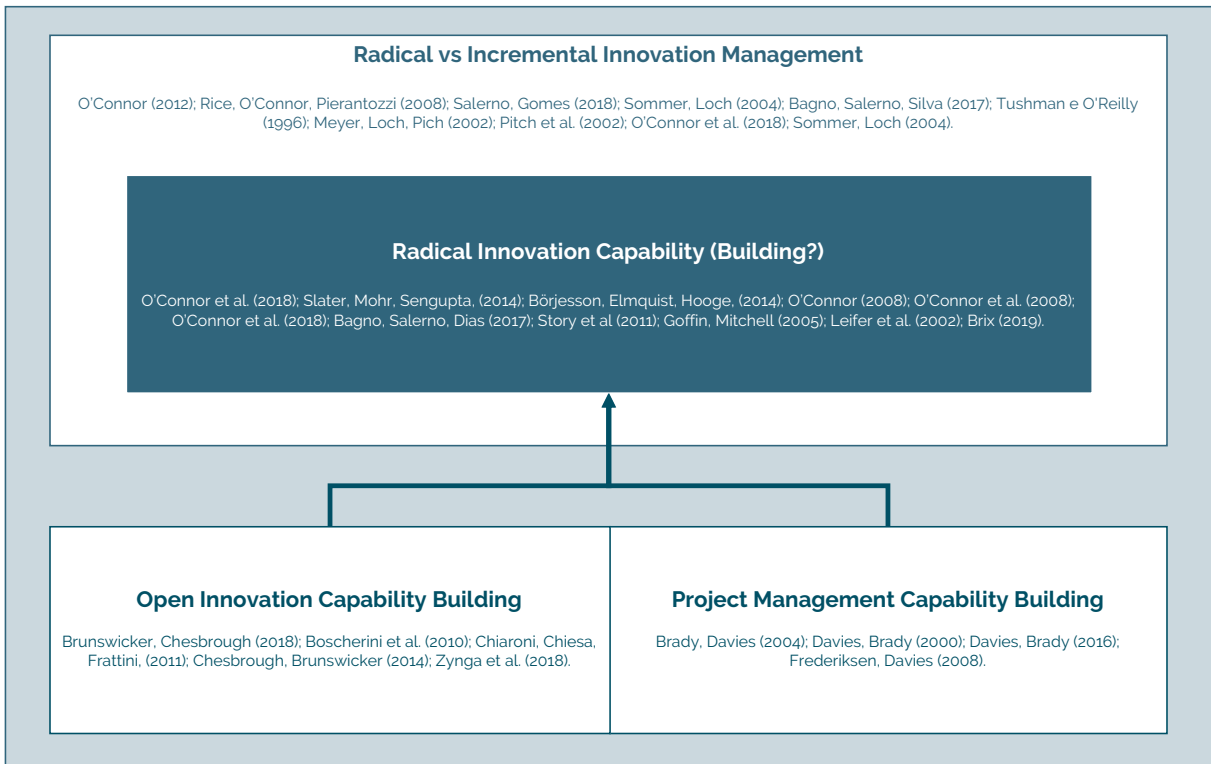 Radical vs Incremental Innovation Management
O'Connor (2012); Rice, O'Connor, Pierantozzi (2008); Salerno, Gomes (2018); Sommer, Loch (2004); Bagno, Salerno, Silva (2017); Tushman e O'Reilly
(1996); Meyer, Loch, Pich (2002); Pitch et al. (2002); O'Connor et al. (2018); Sommer, Loch (2004).
Radical Innovation Capability (Building?)
O'Connor et al. (2018); Slater, Mohr, Sengupta, (2014); Börjesson, Elmquist, Hooge, (2014); O'Connor (2008); O'Connor et al. (2008);
O'Connor et al. (2018); Bagno, Salerno, Dias (2017); Story et al (2011); Goffin, Mitchell (2005); Leifer et al. (2002); Brix (2019).
Open Innovation Capability Building
Brunswicker, Chesbrough (2018); Boscherini et al. (2010); Chiaroni, Chiesa,
Frattini, (2011); Chesbrough, Brunswicker (2014); Zynga et al. (2018).
Project Management Capability Building
Brady, Davies (2004); Davies, Brady (2000); Davies, Brady (2016);
Frederiksen, Davies (2008).